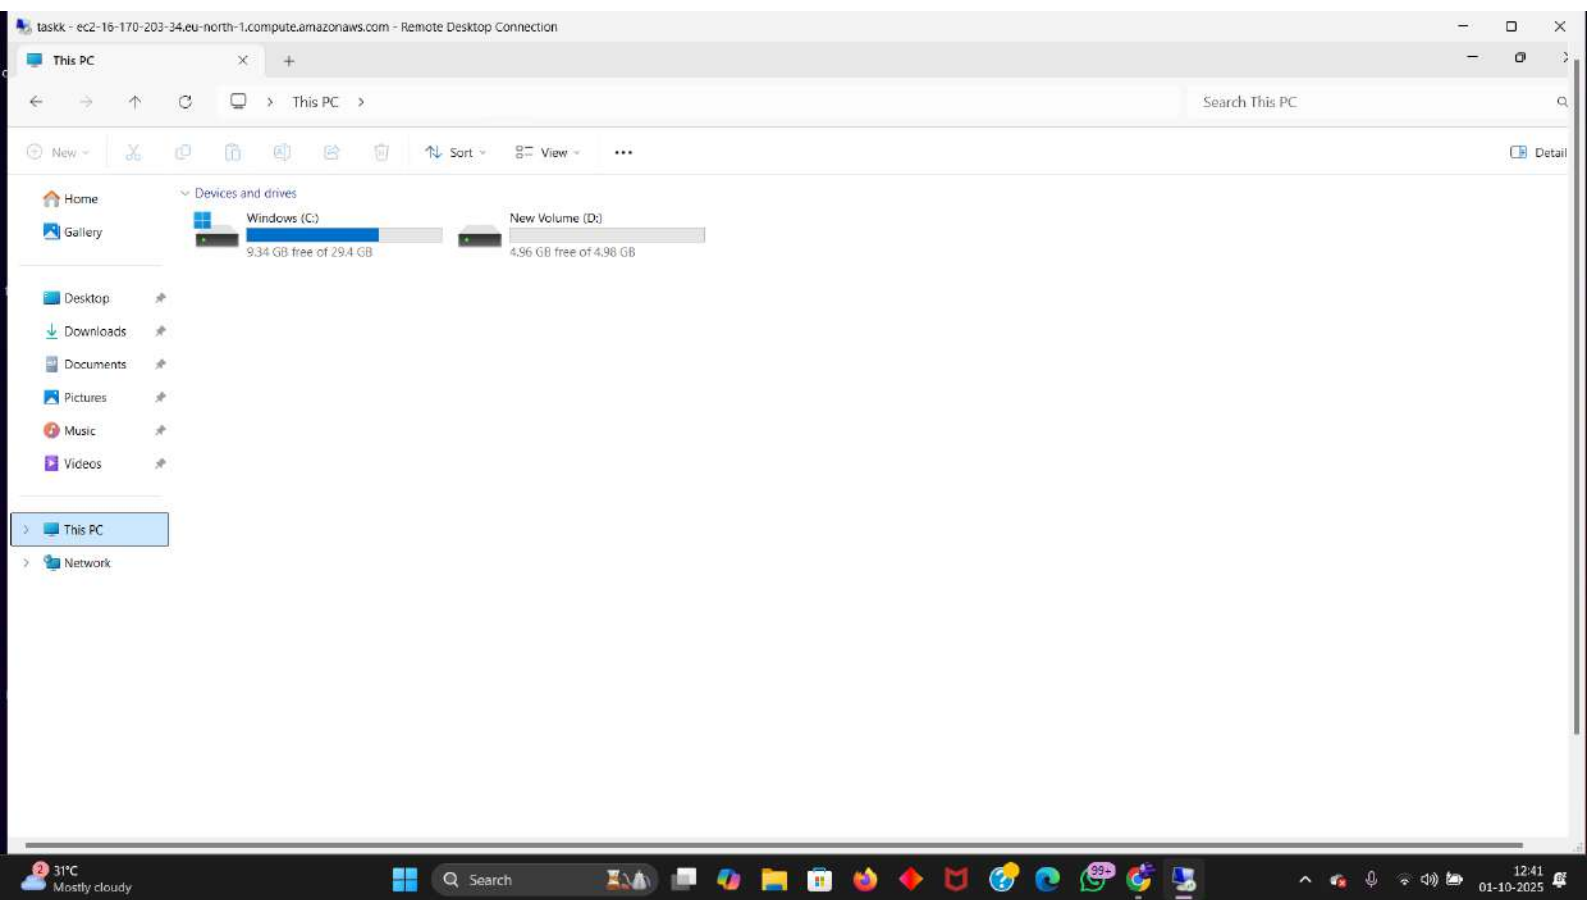 taskk - ec2-16-170-203-34.eu-north-1.compute.amazonaws.com - Remote Desktop Connection
This PC
This PC
Search This PC
New
Sort
View
Detail
Home
Gallery
Desktop
Downloads
Documents
Pictures
Music
Videos
This PC
Network
Devices and drives
Windows (C:)
9.34 GB free of 29.4 GB
New Volume (D:)
4.96 GB free of 4.98 GB
2
31°C
Mostly cloudy
Search
99+
12:41
01-10-2025